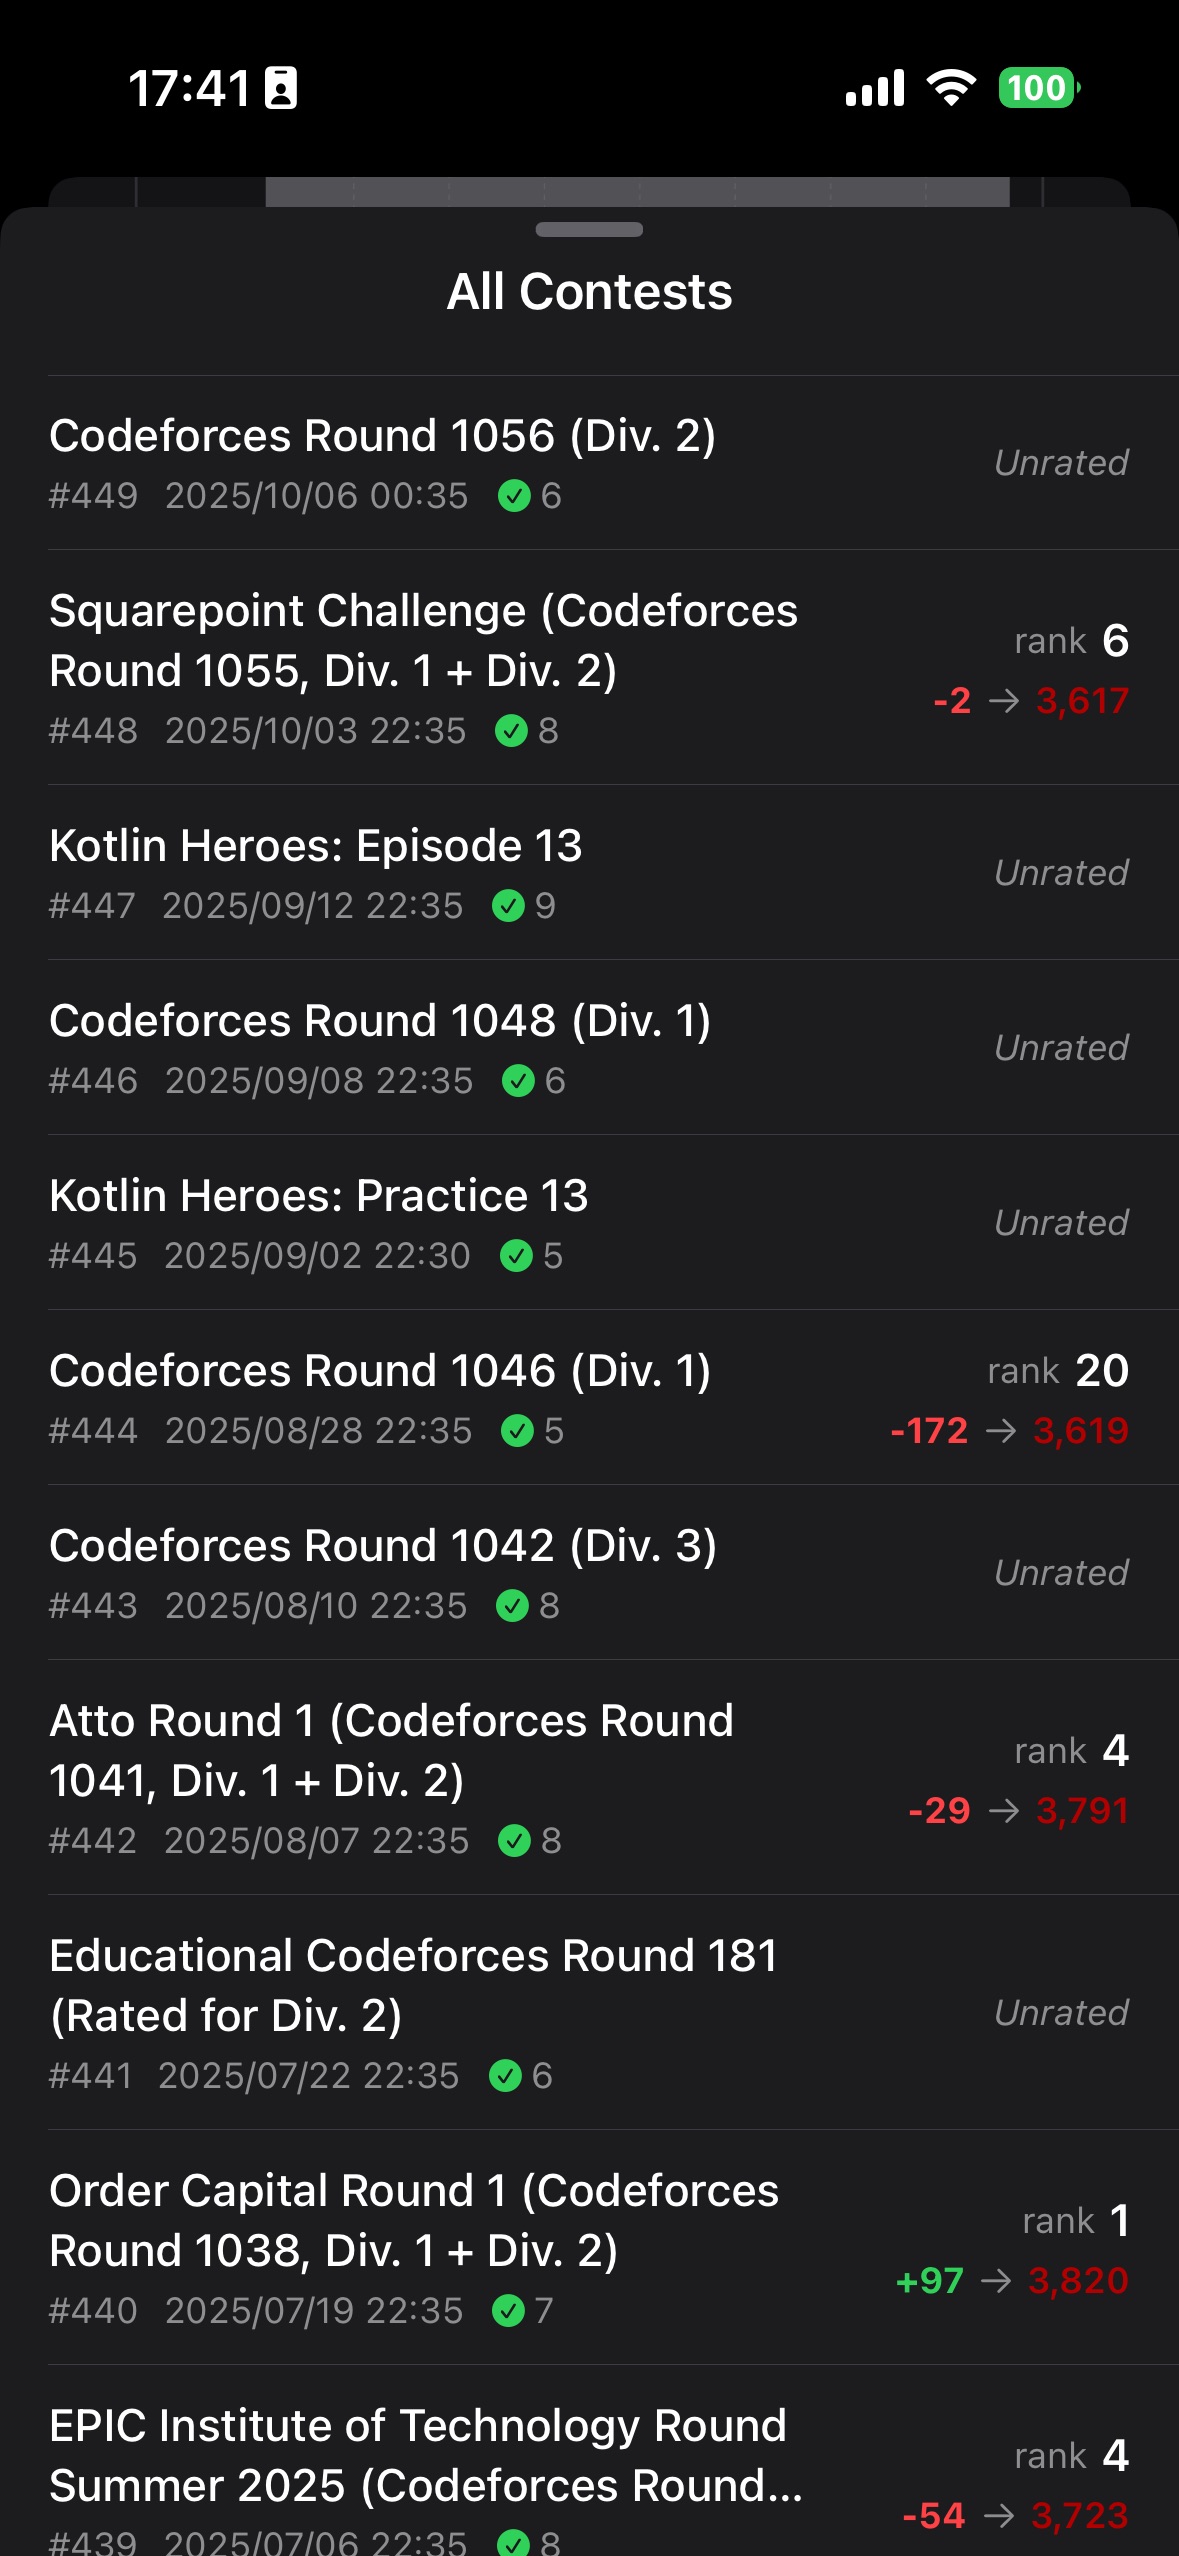 17:41
100
All Contests
Codeforces Round 1056 (Div. 2)
#449 2025/10/06 00:35 6
Unrated
Squarepoint Challenge (Codeforces
Round 1055, Div. 1 + Div. 2)
#448 2025/10/03 22:35 8
rank 6
-2 → 3,617
Kotlin Heroes: Episode 13
#447 2025/09/12 22:35 9
Unrated
Codeforces Round 1048 (Div. 1)
#446 2025/09/08 22:35 6
Unrated
Kotlin Heroes: Practice 13
#445 2025/09/02 22:30 5
Unrated
Codeforces Round 1046 (Div. 1)
#444 2025/08/28 22:35 5
rank 20
-172 → 3,619
Codeforces Round 1042 (Div. 3)
#443 2025/08/10 22:35 8
Unrated
Atto Round 1 (Codeforces Round
1041, Div. 1 + Div. 2)
#442 2025/08/07 22:35 8
rank 4
-29 → 3,791
Educational Codeforces Round 181
(Rated for Div. 2)
#441 2025/07/22 22:35 6
Unrated
Order Capital Round 1 (Codeforces
Round 1038, Div. 1 + Div. 2)
#440 2025/07/19 22:35 7
rank 1
+97 → 3,820
EPIC Institute of Technology Round
Summer 2025 (Codeforces Round...
#439 2025/07/06 22:35 8
rank 4
-54 → 3,723